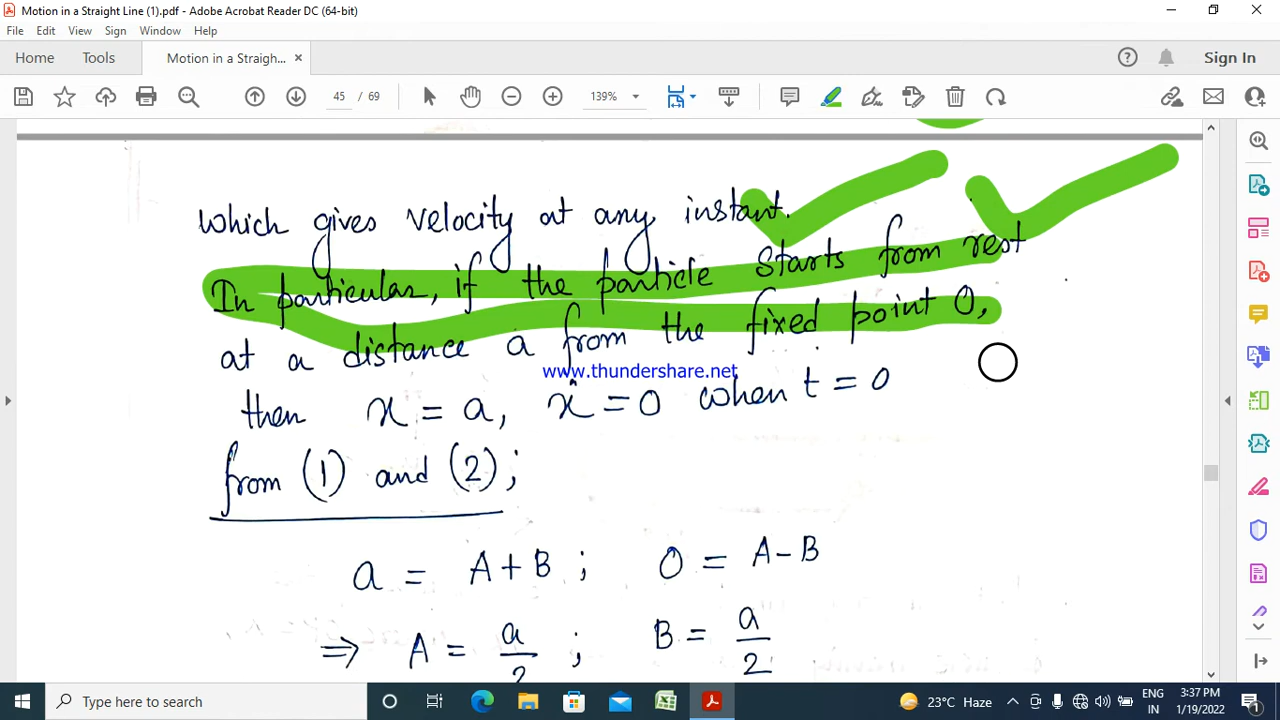 Motion in a Straight Line (1).pdf - Adobe Acrobat Reader DC (64-bit)
File Edit View Sign Window Help
Home Tools Motion in a Straigh... × Sign In
45 / 69 139%
which gives velocity at any instant.
In particular, if the particle starts from rest
at a distance a from the fixed point O,
www.thundershare.net
then x = a, ẋ = 0 when t = 0
from (1) and (2);
a = A + B ; 0 = A - B
⇒ A = a/2 ; B = a/2
Type here to search
23°C Haze ENG IN 3:37 PM 1/19/2022